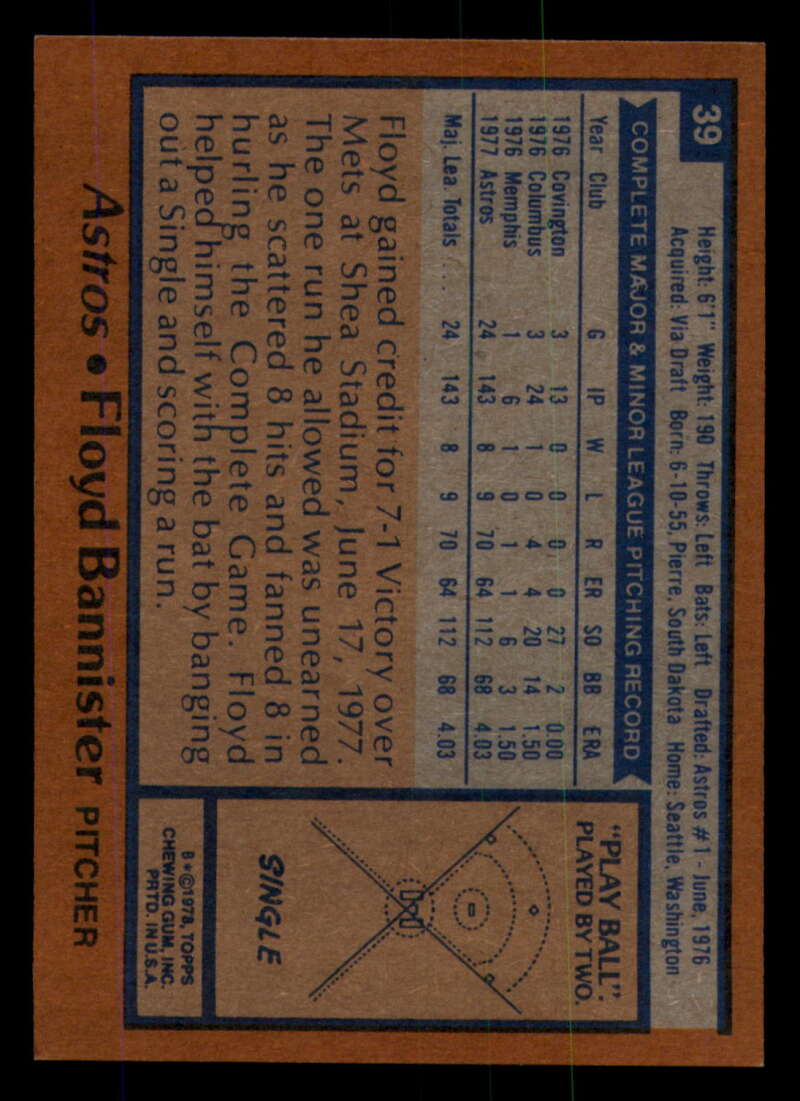 39
Height: 6'1" Weight: 190 Throws: Left Bats: Left Drafted: Astros #1 - June, 1976
Acquired: Via Draft Born: 6-10-55, Pierre, South Dakota Home: Seattle, Washington
COMPLETE MAJOR & MINOR LEAGUE PITCHING RECORD
Year Club G IP W L R ER SO BB ERA
1976 Covington 3 13 0 0 0 0 27 2 0.00
1976 Columbus 3 24 1 0 4 4 20 14 1.50
1976 Memphis 1 6 1 0 1 1 6 3 1.50
1977 Astros 24 143 8 9 70 64 112 68 4.03
Maj. Lea. Totals .... 24 143 8 9 70 64 112 68 4.03
Floyd gained credit for 7-1 Victory over
Mets at Shea Stadium, June 17, 1977.
The one run he allowed was unearned
as he scattered 8 hits and fanned 8 in
hurling the Complete Game. Floyd
helped himself with the bat by banging
out a Single and scoring a run.
"PLAY BALL".
PLAYED BY TWO.
SINGLE
B*©1978, TOPPS
CHEWING GUM, INC.
PRTD. IN U.S.A.
Astros • Floyd Bannister PITCHER